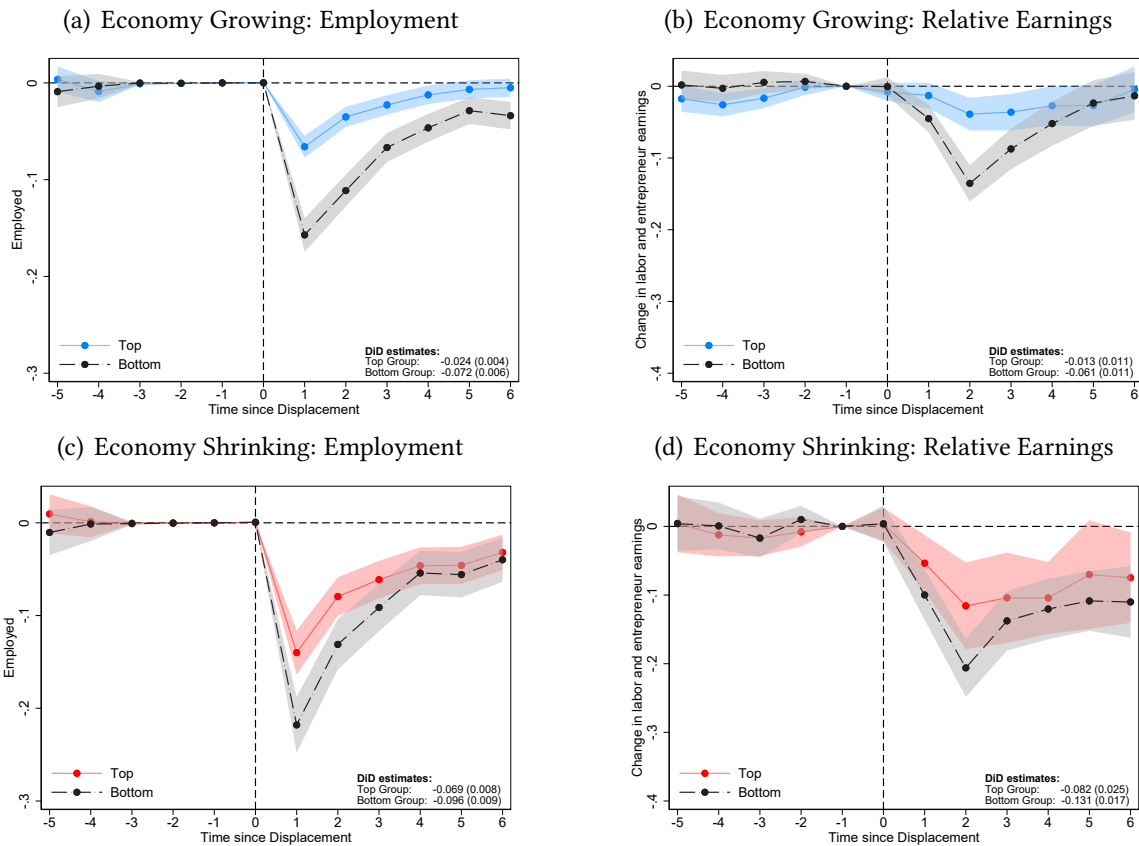 (a) Economy Growing: Employment
0
-.1
-.2
-.3
Employed
Top
Bottom
DiD estimates:
Top Group: -0.024 (0.004)
Bottom Group: -0.072 (0.006)
-5 -4 -3 -2 -1 0 1 2 3 4 5 6
Time since Displacement
(b) Economy Growing: Relative Earnings
0
-.1
-.2
-.3
-.4
Change in labor and entrepreneur earnings
Top
Bottom
DiD estimates:
Top Group: -0.013 (0.011)
Bottom Group: -0.061 (0.011)
-5 -4 -3 -2 -1 0 1 2 3 4 5 6
Time since Displacement
(c) Economy Shrinking: Employment
0
-.1
-.2
-.3
Employed
Top
Bottom
DiD estimates:
Top Group: -0.069 (0.008)
Bottom Group: -0.096 (0.009)
-5 -4 -3 -2 -1 0 1 2 3 4 5 6
Time since Displacement
(d) Economy Shrinking: Relative Earnings
0
-.1
-.2
-.3
-.4
Change in labor and entrepreneur earnings
Top
Bottom
DiD estimates:
Top Group: -0.082 (0.025)
Bottom Group: -0.131 (0.017)
-5 -4 -3 -2 -1 0 1 2 3 4 5 6
Time since Displacement